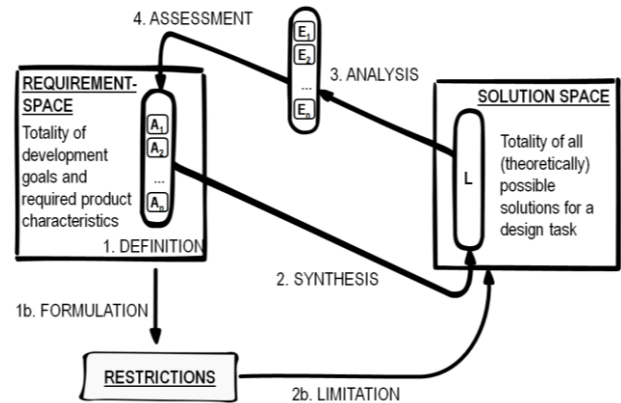 4. ASSESSMENT
E1
E2
...
En
3. ANALYSIS
REQUIREMENT-
SPACE
Totality of
development
goals and
required product
characteristics
A1
A2
...
An
1. DEFINITION
SOLUTION SPACE
L
Totality of all
(theoretically)
possible
solutions for a
design task
2. SYNTHESIS
1b. FORMULATION
RESTRICTIONS
2b. LIMITATION